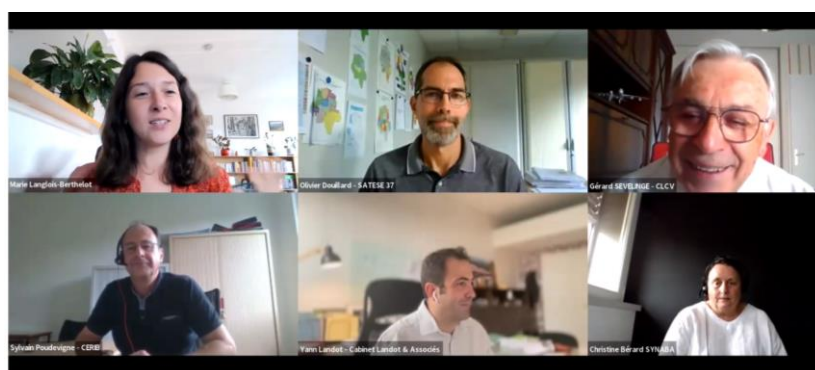 Marie Langlois-Berthelot
Olivier Douillard - SATESE 37
Gérard SEVELINGE - CLCV
Sylvain Poudevigne - CERIB
Yann Landot - Cabinet Landot & Associés
Christine Bérard SYNABA